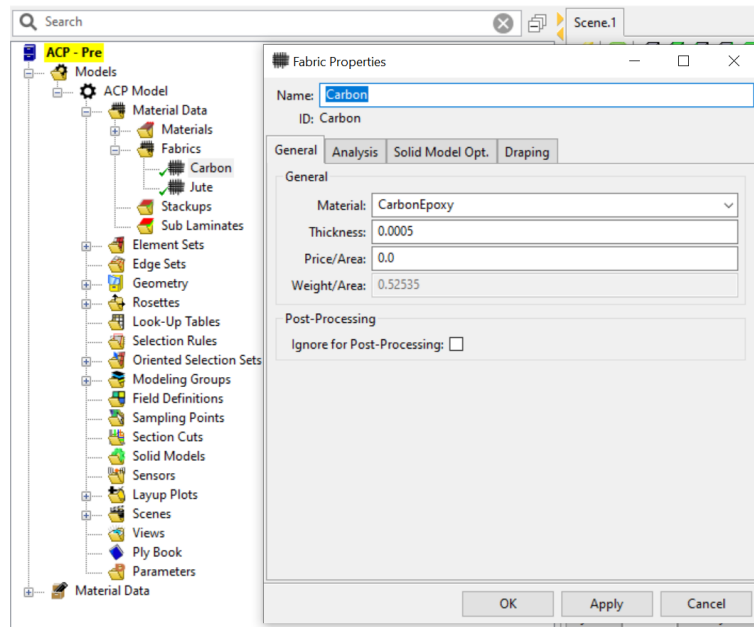 Search
Scene.1
ACP - Pre
Models
ACP Model
Material Data
Materials
Fabrics
Carbon
Jute
Stackups
Sub Laminates
Element Sets
Edge Sets
Geometry
Rosettes
Look-Up Tables
Selection Rules
Oriented Selection Sets
Modeling Groups
Field Definitions
Sampling Points
Section Cuts
Solid Models
Sensors
Layup Plots
Scenes
Views
Ply Book
Parameters
Material Data
Fabric Properties
Name: Carbon
ID: Carbon
General Analysis Solid Model Opt. Draping
General
Material: CarbonEpoxy
Thickness: 0.0005
Price/Area: 0.0
Weight/Area: 0.52535
Post-Processing
Ignore for Post-Processing:
OK Apply Cancel